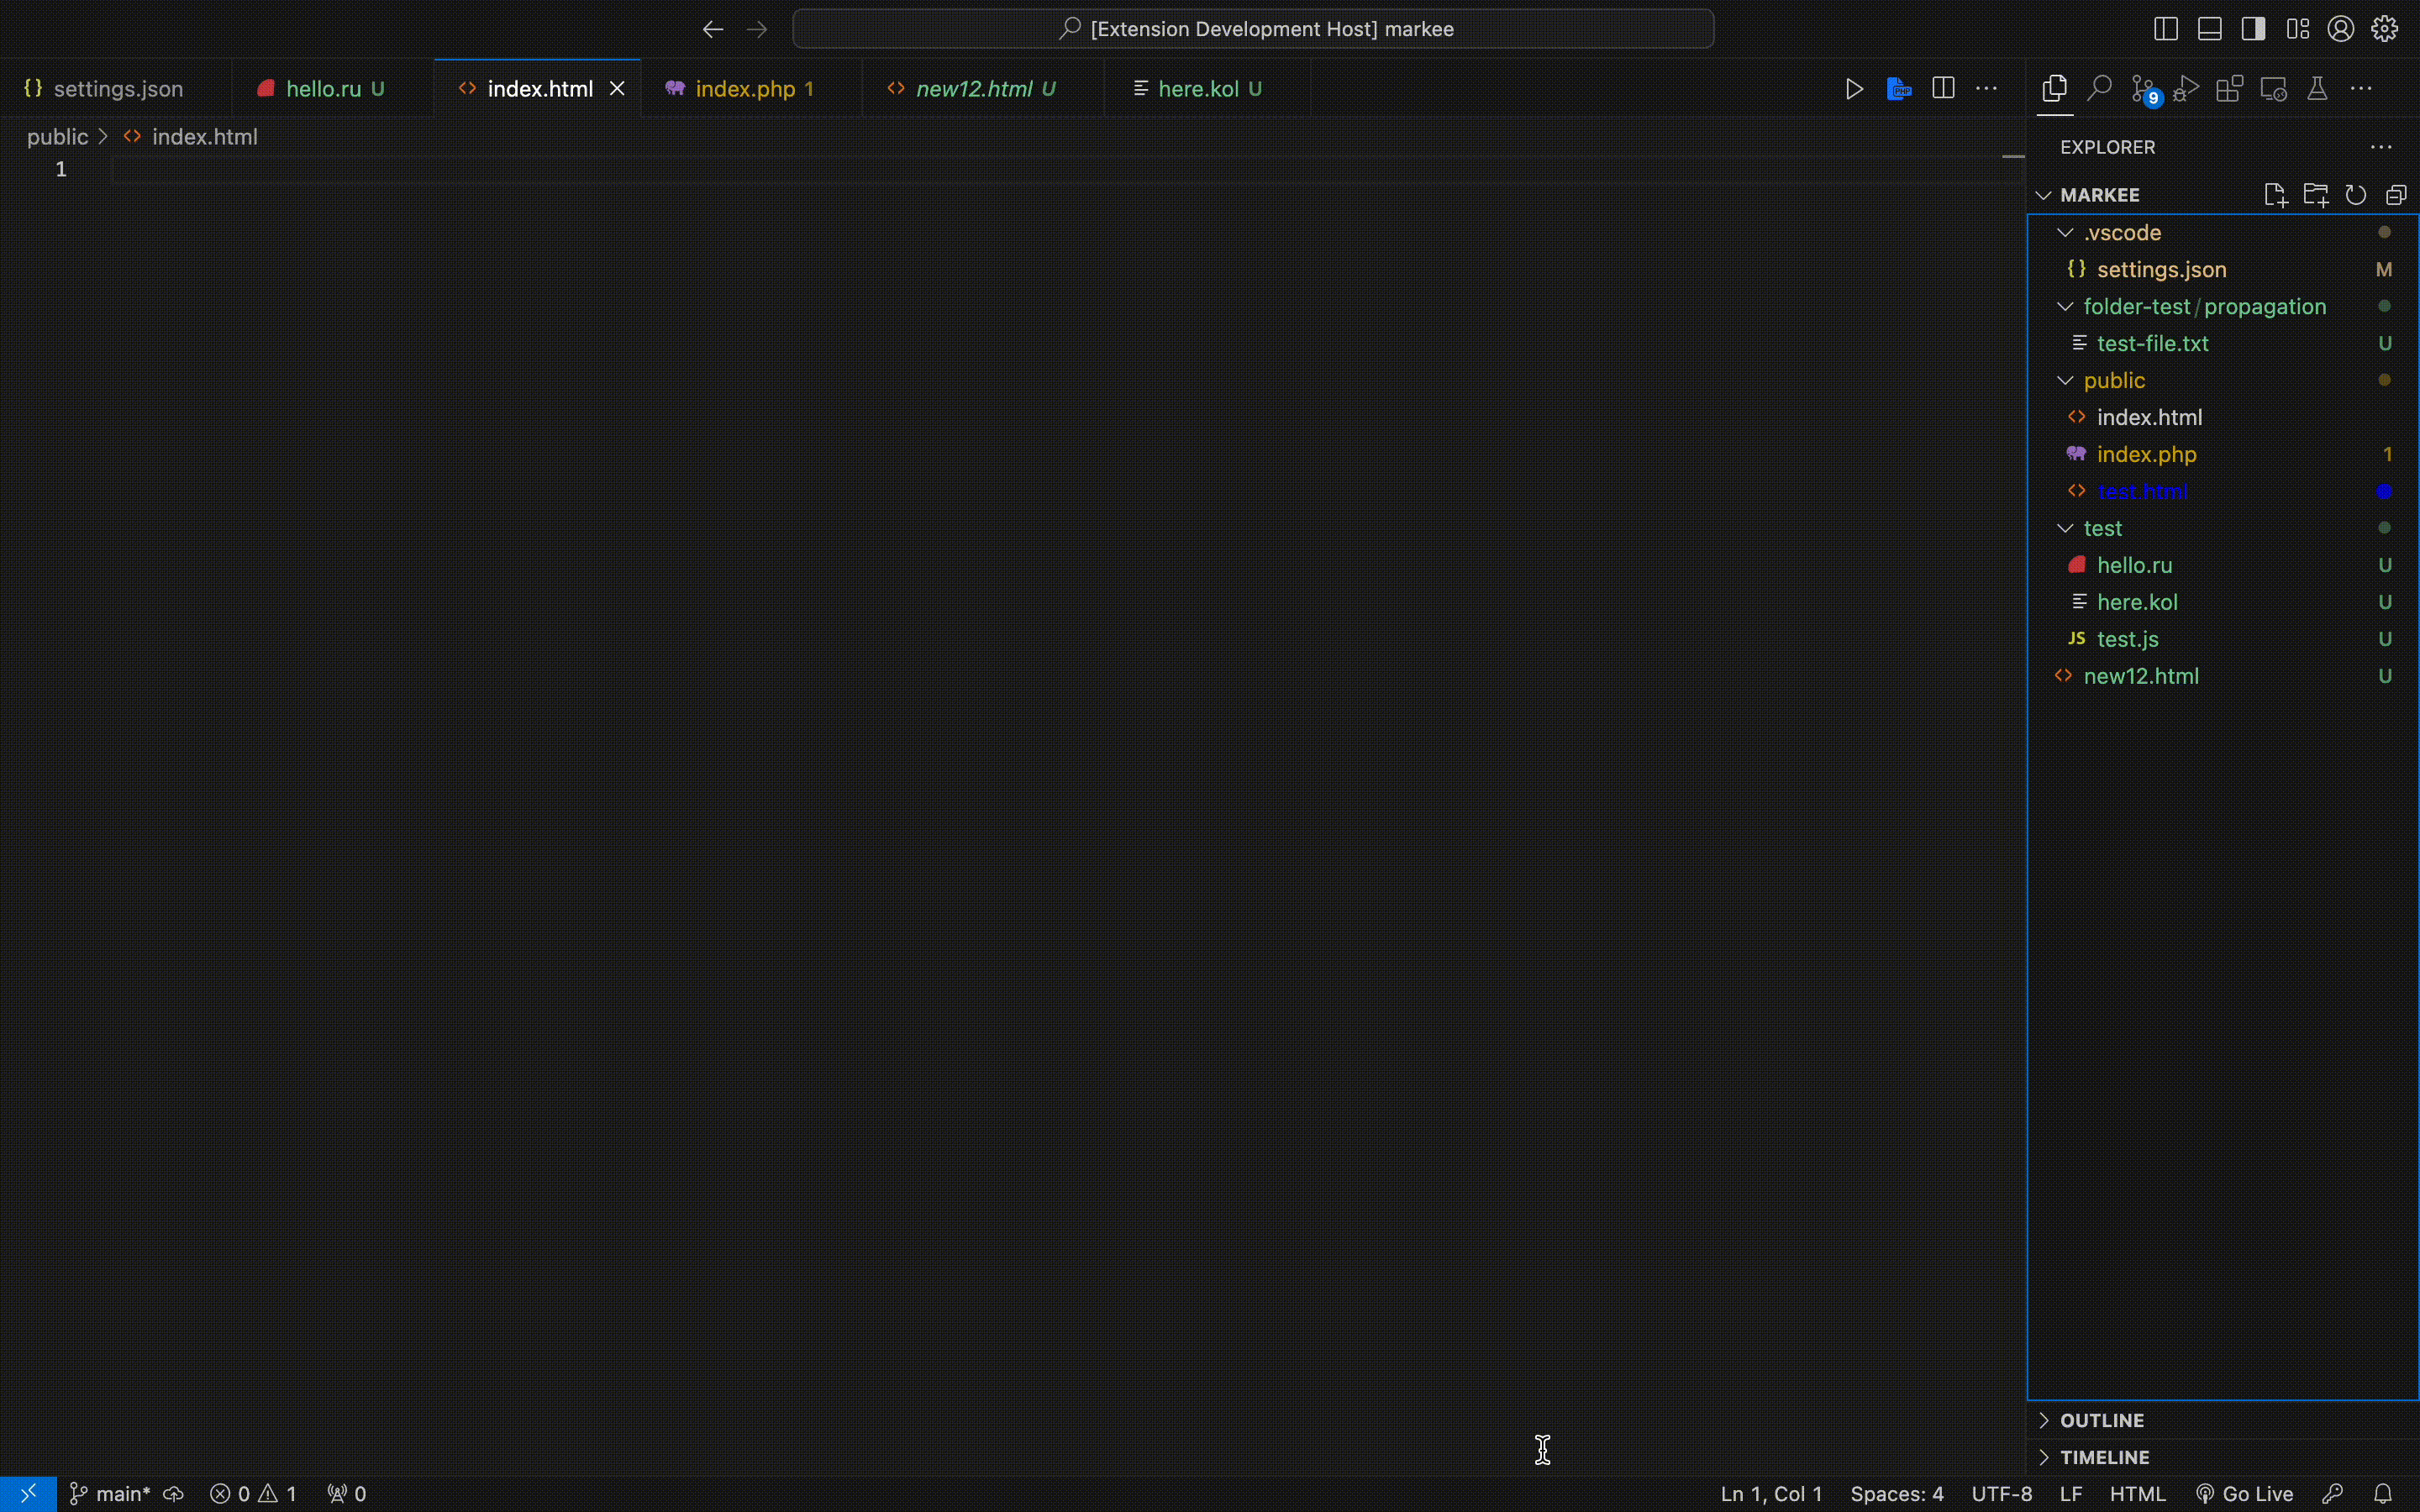 [Extension Development Host] markee
{} settings.json
hello.ru U
<> index.html
index.php 1
<> new12.html U
here.kol U
PHP
9
public > <> index.html
1
EXPLORER
MARKEE
.vscode
{} settings.json M
folder-test/propagation
test-file.txt U
public
<> index.html
index.php 1
<> test.html
test
hello.ru U
here.kol U
JS test.js U
<> new12.html U
OUTLINE
TIMELINE
main* 0 1 0
Ln 1, Col 1 Spaces: 4 UTF-8 LF HTML Go Live